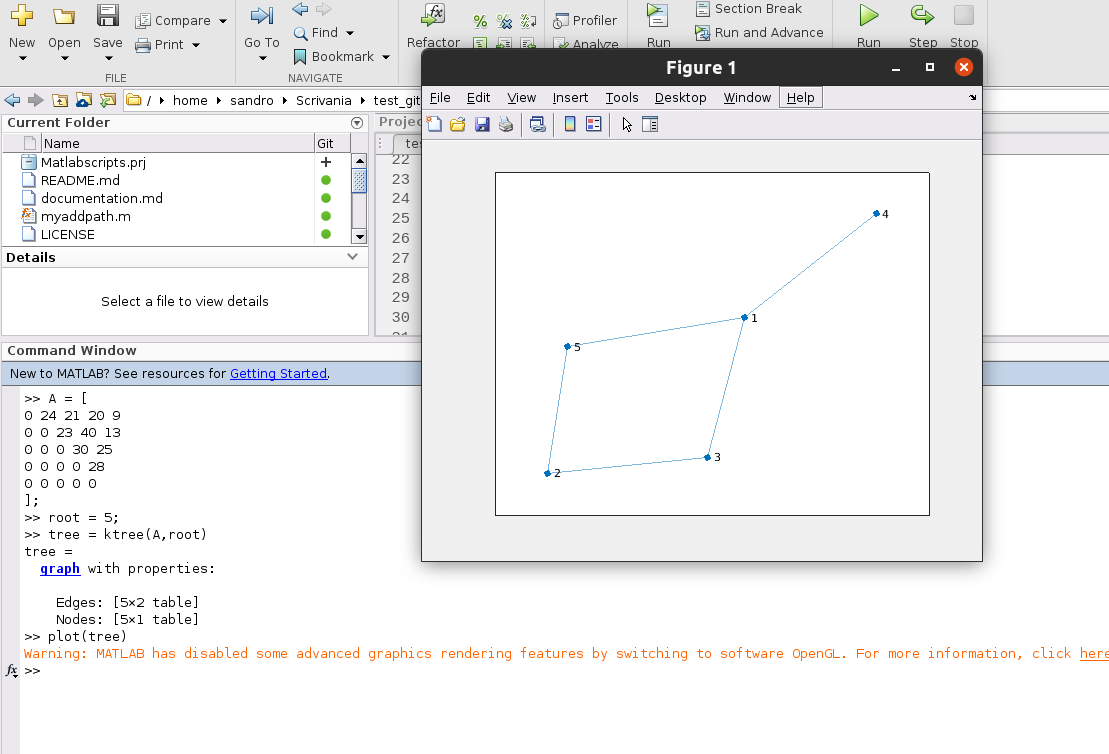 New Open Save Compare Print Go To Find Bookmark Refactor Profiler Analyze Run Section Break Run and Advance Run Step Stop
FILE NAVIGATE
/ home sandro Scrivania test_git
Current Folder
Name Git
Matlabscripts.prj
README.md
documentation.md
myaddpath.m
LICENSE
Details
Select a file to view details
22
23
24
25
26
27
28
29
30
Figure 1
File Edit View Insert Tools Desktop Window Help
4
1
5
3
2
Command Window
New to MATLAB? See resources for Getting Started.
>> A = [
0 24 21 20 9
0 0 23 40 13
0 0 0 30 25
0 0 0 0 28
0 0 0 0 0
];
>> root = 5;
>> tree = ktree(A,root)
tree =
graph with properties:
Edges: [5×2 table]
Nodes: [5×1 table]
>> plot(tree)
Warning: MATLAB has disabled some advanced graphics rendering features by switching to software OpenGL. For more information, click here
fx >>